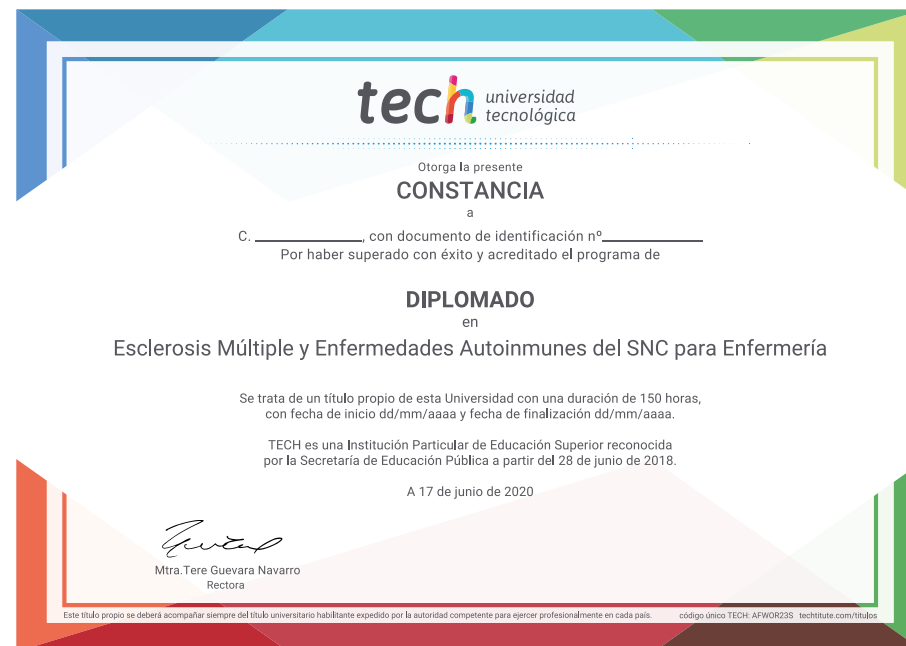 tech universidad
tecnológica
Otorga la presente
CONSTANCIA
a
C. ____________, con documento de identificación nº____________
Por haber superado con éxito y acreditado el programa de
DIPLOMADO
en
Esclerosis Múltiple y Enfermedades Autoinmunes del SNC para Enfermería
Se trata de un título propio de esta Universidad con una duración de 150 horas,
con fecha de inicio dd/mm/aaaa y fecha de finalización dd/mm/aaaa.
TECH es una Institución Particular de Educación Superior reconocida
por la Secretaría de Educación Pública a partir del 28 de junio de 2018.
A 17 de junio de 2020
Mtra.Tere Guevara Navarro
Rectora
Este título propio se deberá acompañar siempre del título universitario habilitante expedido por la autoridad competente para ejercer profesionalmente en cada país. código único TECH: AFWOR23S techtitute.com/títulos